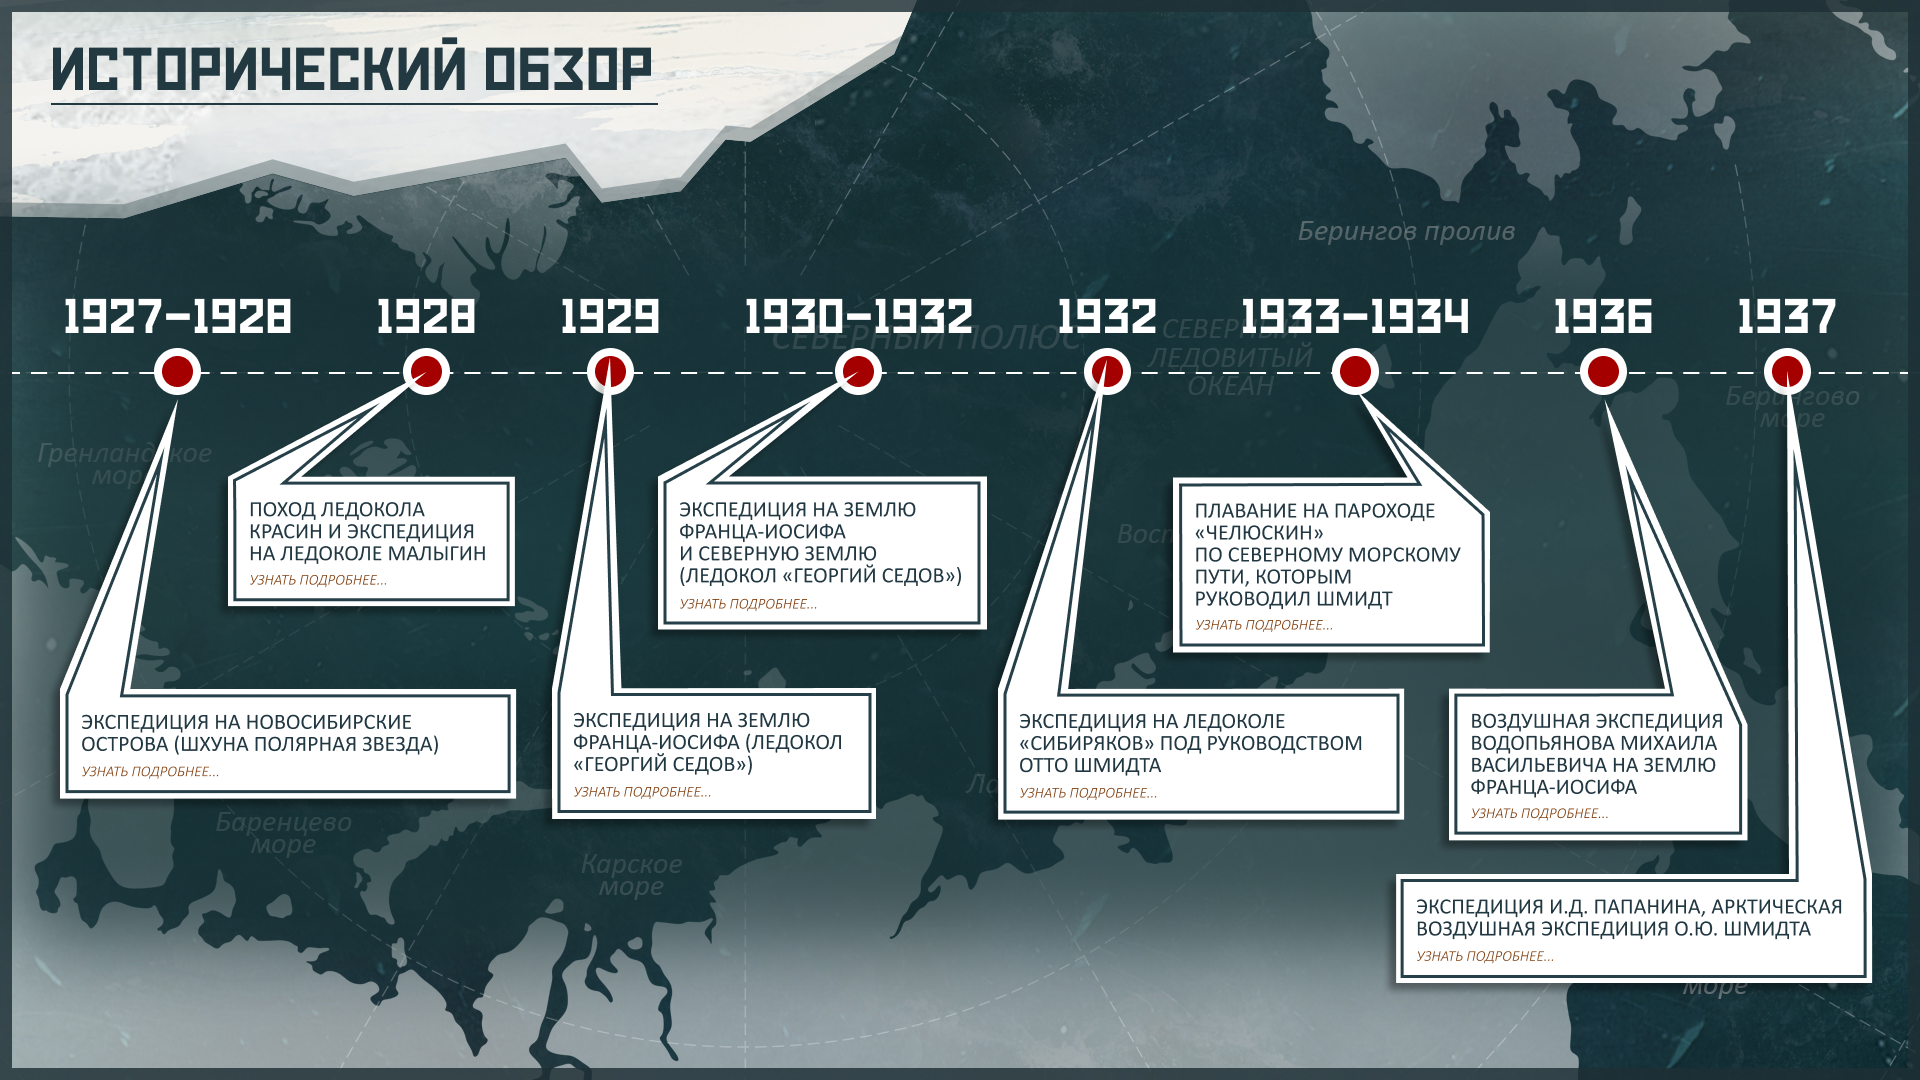 ИСТОРИЧЕСКИЙ ОБЗОР
Берингов пролив
1927–1928
1928
1929
1930–1932
1932
1933–1934
1936
1937
СЕВЕРНЫЙ ПОЛЮС
СЕВЕРНЫЙ
ЛЕДОВИТЫЙ
ОКЕАН
Берингово
море
Гренландское
море
ПОХОД ЛЕДОКОЛА
КРАСИН И ЭКСПЕДИЦИЯ
НА ЛЕДОКОЛЕ МАЛЫГИН
УЗНАТЬ ПОДРОБНЕЕ...
ЭКСПЕДИЦИЯ НА ЗЕМЛЮ
ФРАНЦА-ИОСИФА
И СЕВЕРНУЮ ЗЕМЛЮ
(ЛЕДОКОЛ «ГЕОРГИЙ СЕДОВ»)
УЗНАТЬ ПОДРОБНЕЕ...
ПЛАВАНИЕ НА ПАРОХОДЕ
«ЧЕЛЮСКИН»
ПО СЕВЕРНОМУ МОРСКОМУ
ПУТИ, КОТОРЫМ
РУКОВОДИЛ ШМИДТ
УЗНАТЬ ПОДРОБНЕЕ...
ЭКСПЕДИЦИЯ НА НОВОСИБИРСКИЕ
ОСТРОВА (ШХУНА ПОЛЯРНАЯ ЗВЕЗДА)
УЗНАТЬ ПОДРОБНЕЕ...
ЭКСПЕДИЦИЯ НА ЗЕМЛЮ
ФРАНЦА-ИОСИФА (ЛЕДОКОЛ
«ГЕОРГИЙ СЕДОВ»)
УЗНАТЬ ПОДРОБНЕЕ...
ЭКСПЕДИЦИЯ НА ЛЕДОКОЛЕ
«СИБИРЯКОВ» ПОД РУКОВОДСТВОМ
ОТТО ШМИДТА
УЗНАТЬ ПОДРОБНЕЕ...
ВОЗДУШНАЯ ЭКСПЕДИЦИЯ
ВОДОПЬЯНОВА МИХАИЛА
ВАСИЛЬЕВИЧА НА ЗЕМЛЮ
ФРАНЦА-ИОСИФА
УЗНАТЬ ПОДРОБНЕЕ...
Баренцево
море
Карское
море
ЭКСПЕДИЦИЯ И.Д. ПАПАНИНА, АРКТИЧЕСКАЯ
ВОЗДУШНАЯ ЭКСПЕДИЦИЯ О.Ю. ШМИДТА
УЗНАТЬ ПОДРОБНЕЕ...
море